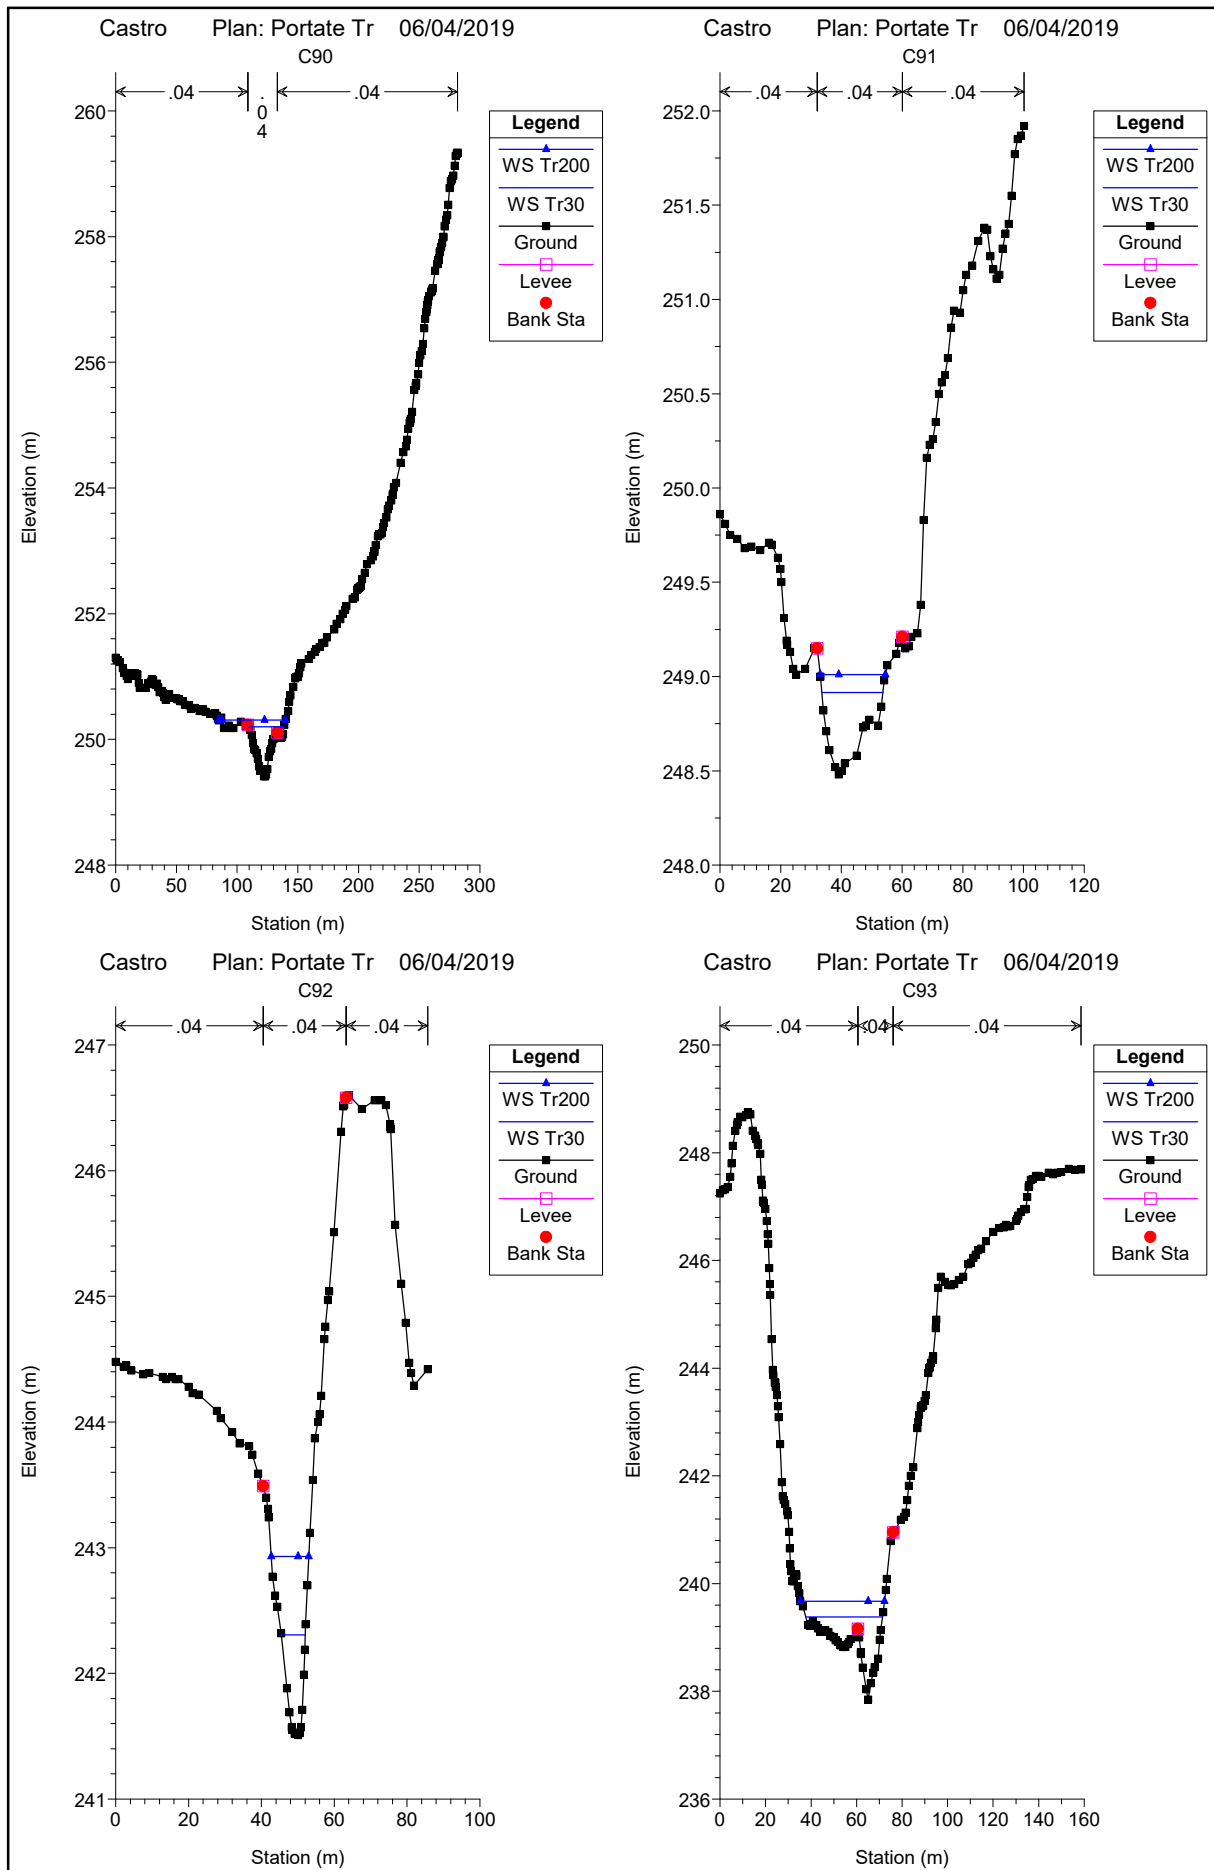 Castro Plan: Portate Tr 06/04/2019
C90
.04 .04 .04
260
258
256
254
252
250
248
0 50 100 150 200 250 300
Elevation (m)
Station (m)
Legend
WS Tr200
WS Tr30
Ground
Levee
Bank Sta
Castro Plan: Portate Tr 06/04/2019
C91
.04 .04 .04
252.0
251.5
251.0
250.5
250.0
249.5
249.0
248.5
248.0
0 20 40 60 80 100 120
Elevation (m)
Station (m)
Legend
WS Tr200
WS Tr30
Ground
Levee
Bank Sta
Castro Plan: Portate Tr 06/04/2019
C92
.04 .04 .04
247
246
245
244
243
242
241
0 20 40 60 80 100
Elevation (m)
Station (m)
Legend
WS Tr200
WS Tr30
Ground
Levee
Bank Sta
Castro Plan: Portate Tr 06/04/2019
C93
.04 .04 .04
250
248
246
244
242
240
238
236
0 20 40 60 80 100 120 140 160
Elevation (m)
Station (m)
Legend
WS Tr200
WS Tr30
Ground
Levee
Bank Sta